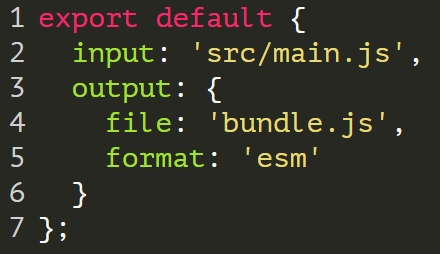 1 export default {
2   input: 'src/main.js',
3   output: {
4     file: 'bundle.js',
5     format: 'esm'
6   }
7 };